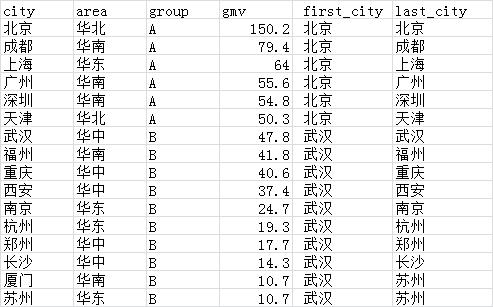 city area group gmv first_city last_city
北京 华北 A 150.2 北京 北京
成都 华南 A 79.4 北京 成都
上海 华东 A 64 北京 上海
广州 华南 A 55.6 北京 广州
深圳 华南 A 54.8 北京 深圳
天津 华北 A 50.3 北京 天津
武汉 华中 B 47.8 武汉 武汉
福州 华南 B 41.8 武汉 福州
重庆 华中 B 40.6 武汉 重庆
西安 华中 B 37.4 武汉 西安
南京 华东 B 24.7 武汉 南京
杭州 华东 B 19.3 武汉 杭州
郑州 华中 B 17.7 武汉 郑州
长沙 华中 B 14.3 武汉 长沙
厦门 华南 B 10.7 武汉 苏州
苏州 华东 B 10.7 武汉 苏州